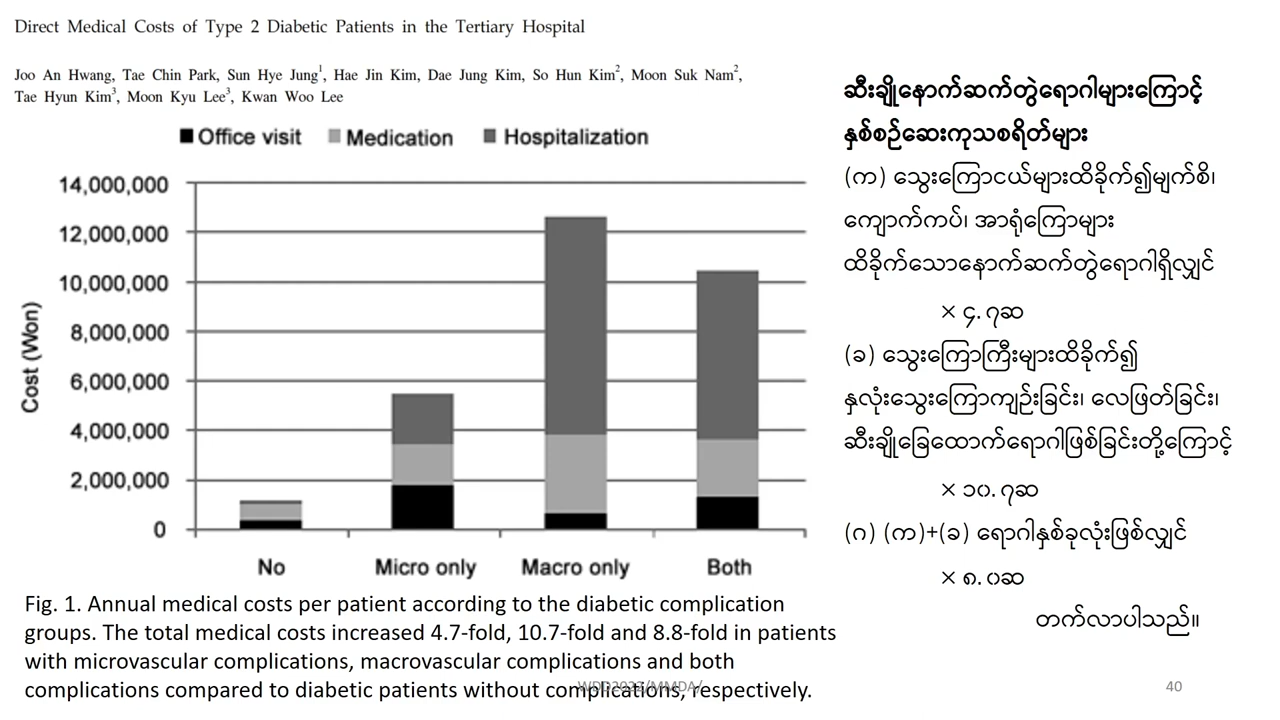 Direct Medical Costs of Type 2 Diabetic Patients in the Tertiary Hospital
Joo An Hwang, Tae Chin Park, Sun Hye Jung¹, Hae Jin Kim, Dae Jung Kim, So Hun Kim², Moon Suk Nam²,
Tae Hyun Kim³, Moon Kyu Lee³, Kwan Woo Lee
Office visit Medication Hospitalization
Cost (Won)
14,000,000
12,000,000
10,000,000
8,000,000
6,000,000
4,000,000
2,000,000
0
No Micro only Macro only Both
Fig. 1. Annual medical costs per patient according to the diabetic complication
groups. The total medical costs increased 4.7-fold, 10.7-fold and 8.8-fold in patients
with microvascular complications, macrovascular complications and both
complications compared to diabetic patients without complications, respectively.
ဆီးချိုနောက်ဆက်တွဲရောဂါများကြောင့်
နှစ်စဉ်ဆေးကုသစရိတ်များ
(က) သွေးကြောငယ်များထိခိုက်၍မျက်စိ၊
ကျောက်ကပ်၊ အာရုံကြောများ
ထိခိုက်သောနောက်ဆက်တွဲရောဂါရှိလျှင်
× ၄.၇ဆ
(ခ) သွေးကြောကြီးများထိခိုက်၍
နှလုံးသွေးကြောကျဉ်းခြင်း၊ လေဖြတ်ခြင်း၊
ဆီးချိုခြေထောက်ရောဂါဖြစ်ခြင်းတို့ကြောင့်
× ၁၀.၇ဆ
(ဂ) (က)+(ခ) ရောဂါနှစ်ခုလုံးဖြစ်လျှင်
× ၈.၀ဆ
တက်လာပါသည်။
WDD2022/MMDA/
40